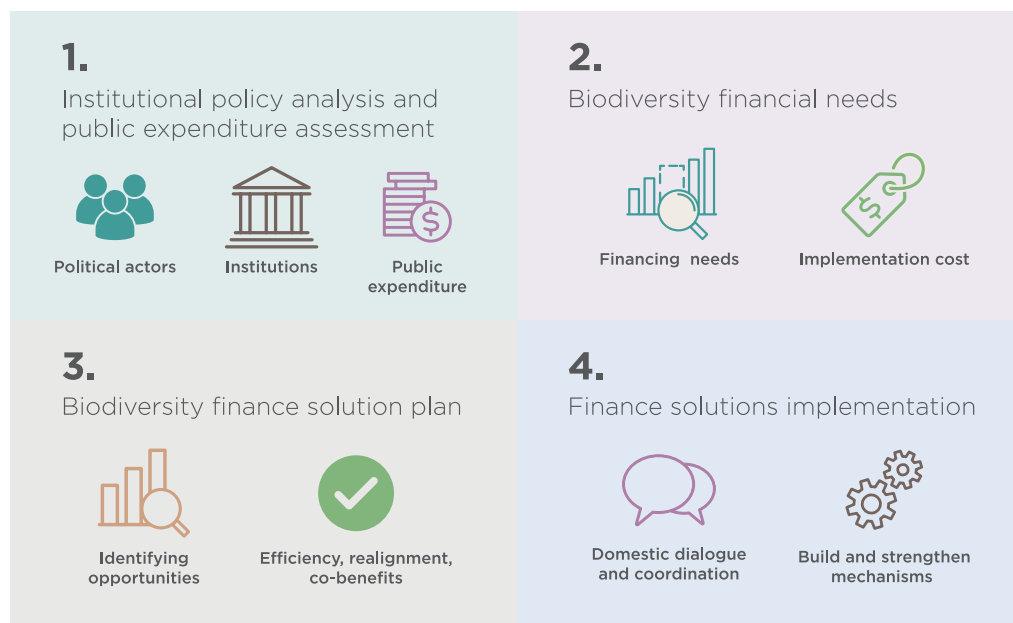 1.
Institutional policy analysis and
public expenditure assessment
Political actors
Institutions
Public
expenditure
2.
Biodiversity financial needs
Financing needs
Implementation cost
3.
Biodiversity finance solution plan
Identifying
opportunities
Efficiency, realignment,
co-benefits
4.
Finance solutions implementation
Domestic dialogue
and coordination
Build and strengthen
mechanisms